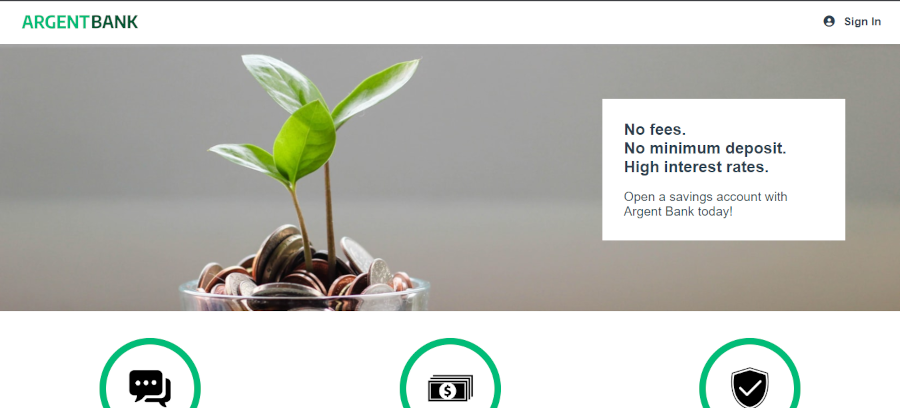 ARGENTBANK
Sign In
No fees.
No minimum deposit.
High interest rates.
Open a savings account with
Argent Bank today!
$